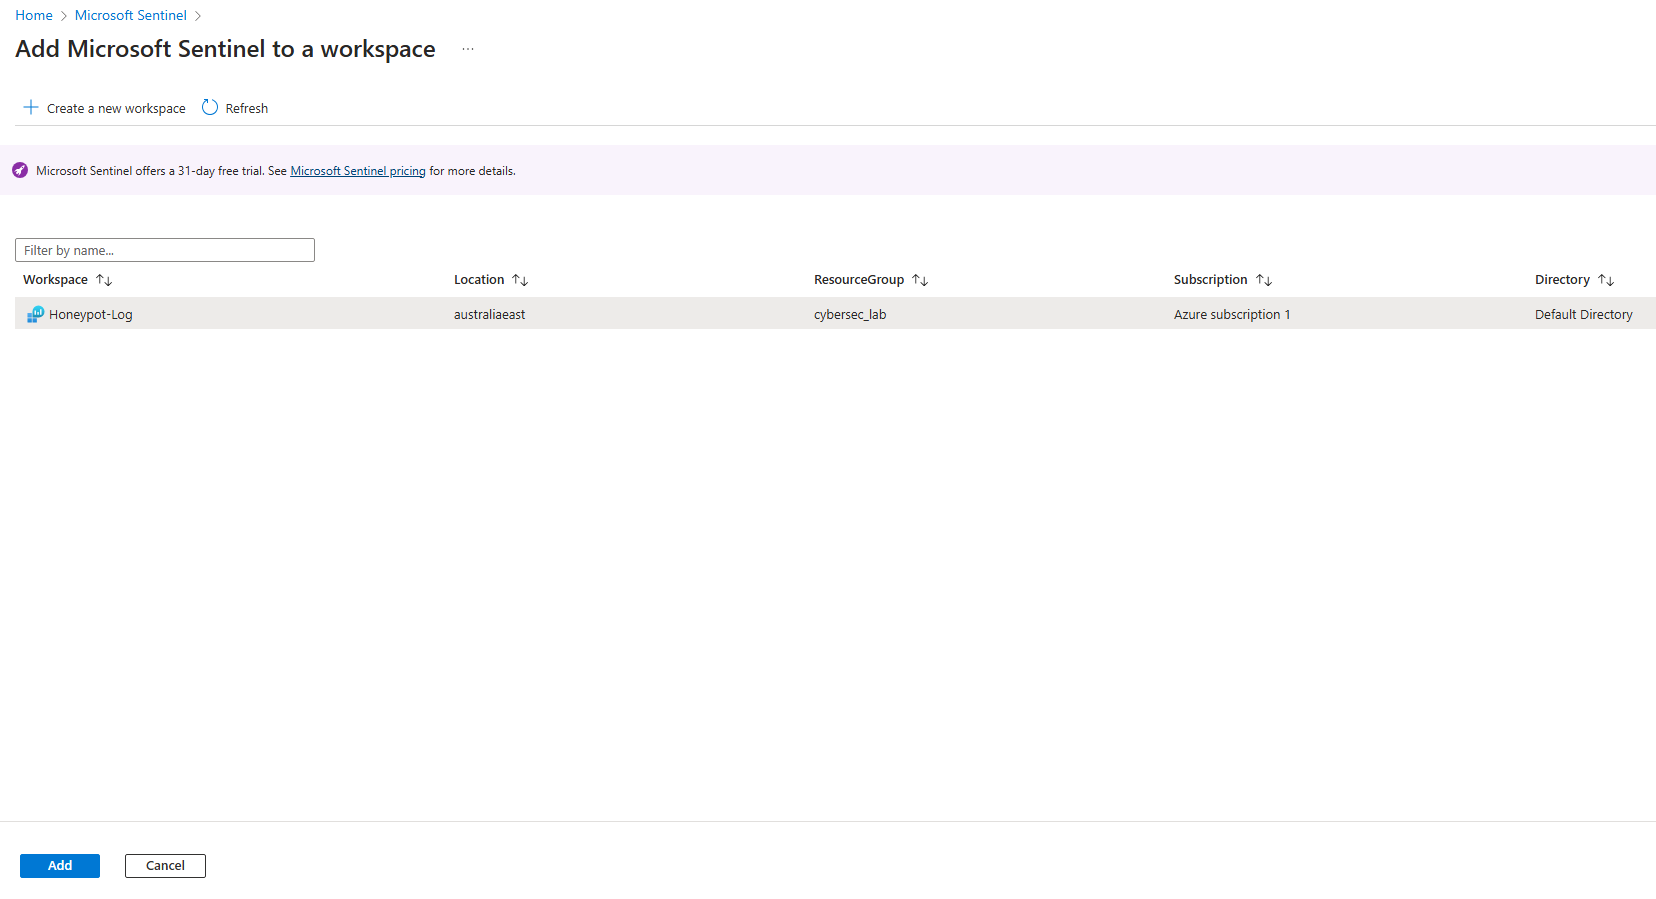 Home > Microsoft Sentinel >
Add Microsoft Sentinel to a workspace ...
Create a new workspace Refresh
Microsoft Sentinel offers a 31-day free trial. See Microsoft Sentinel pricing for more details.
Filter by name...
Workspace ↑↓ Location ↑↓ ResourceGroup ↑↓ Subscription ↑↓ Directory ↑↓
Honeypot-Log australiaeast cybersec_lab Azure subscription 1 Default Directory
Add Cancel